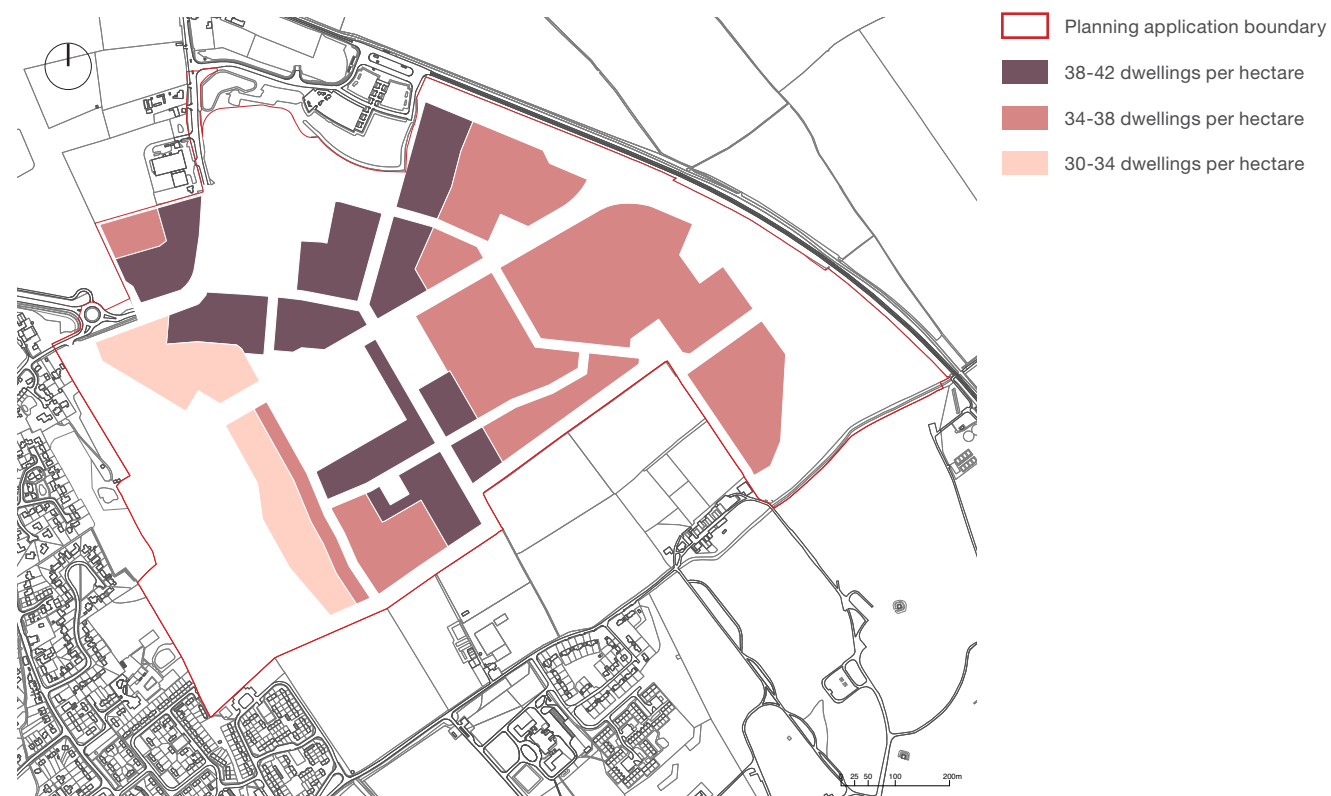 Planning application boundary
38-42 dwellings per hectare
34-38 dwellings per hectare
30-34 dwellings per hectare
25 50 100 200m